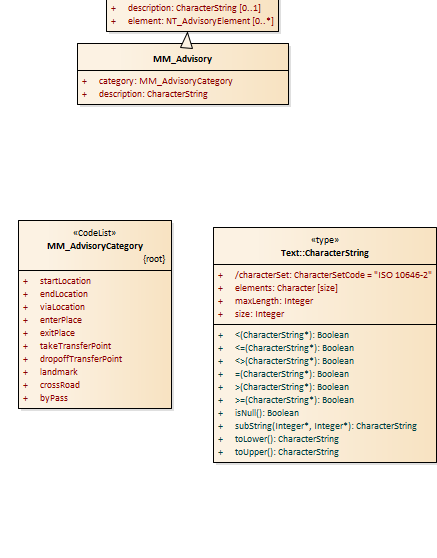 + description: CharacterString [0..1]
+ element: NT_AdvisoryElement [0..*]
MM_Advisory
+ category: MM_AdvisoryCategory
+ description: CharacterString
«CodeList»
MM_AdvisoryCategory
{root}
+ startLocation
+ endLocation
+ viaLocation
+ enterPlace
+ exitPlace
+ takeTransferPoint
+ dropoffTransferPoint
+ landmark
+ crossRoad
+ byPass
«type»
Text::CharacterString
+ /characterSet: CharacterSetCode = "ISO 10646-2"
+ elements: Character [size]
+ maxLength: Integer
+ size: Integer
+ <(CharacterString*): Boolean
+ <=(CharacterString*): Boolean
+ <>(CharacterString*): Boolean
+ =(CharacterString*): Boolean
+ >(CharacterString*): Boolean
+ >=(CharacterString*): Boolean
+ isNull(): Boolean
+ subString(Integer*, Integer*): CharacterString
+ toLower(): CharacterString
+ toUpper(): CharacterString